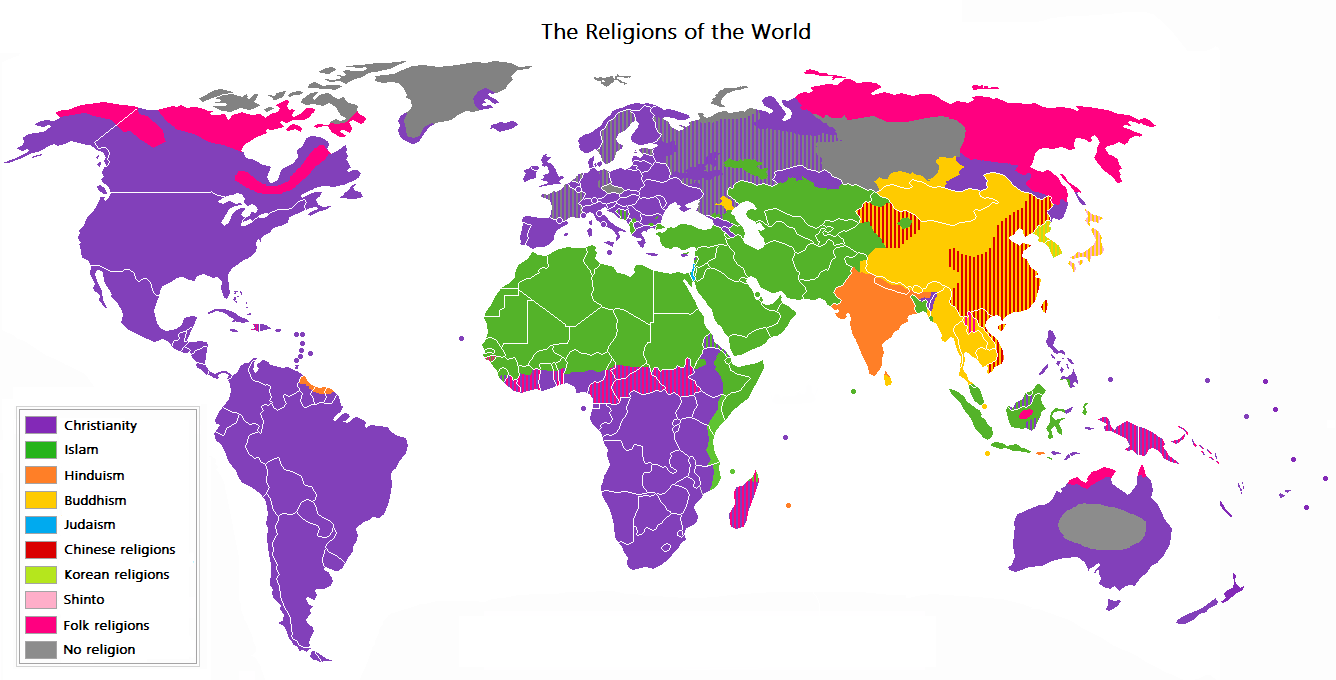 The Religions of the World
Christianity
Islam
Hinduism
Buddhism
Judaism
Chinese religions
Korean religions
Shinto
Folk religions
No religion